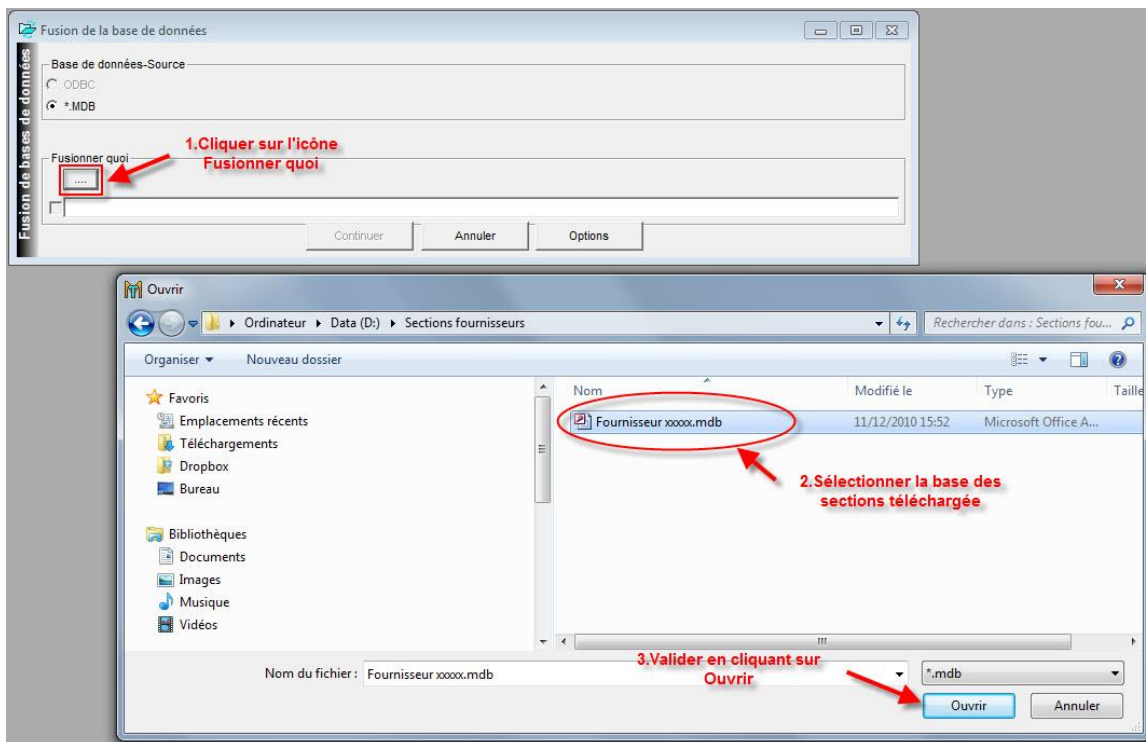 Fusion de la base de données
Fusion de bases de données
Base de données-Source
ODBC
*.MDB
1.Cliquer sur l'icône
Fusionner quoi
Fusionner quoi
....
Continuer Annuler Options
Ouvrir
Ordinateur Data (D:) Sections fournisseurs Rechercher dans : Sections fou...
Organiser Nouveau dossier
Favoris
Emplacements récents
Téléchargements
Dropbox
Bureau
Bibliothèques
Documents
Images
Musique
Vidéos
Nom Modifié le Type Taille
Fournisseur xxxxx.mdb 11/12/2010 15:52 Microsoft Office A...
2.Sélectionner la base des
sections téléchargée
3.Valider en cliquant sur
Ouvrir
Nom du fichier : Fournisseur xxxxx.mdb *.mdb
Ouvrir Annuler